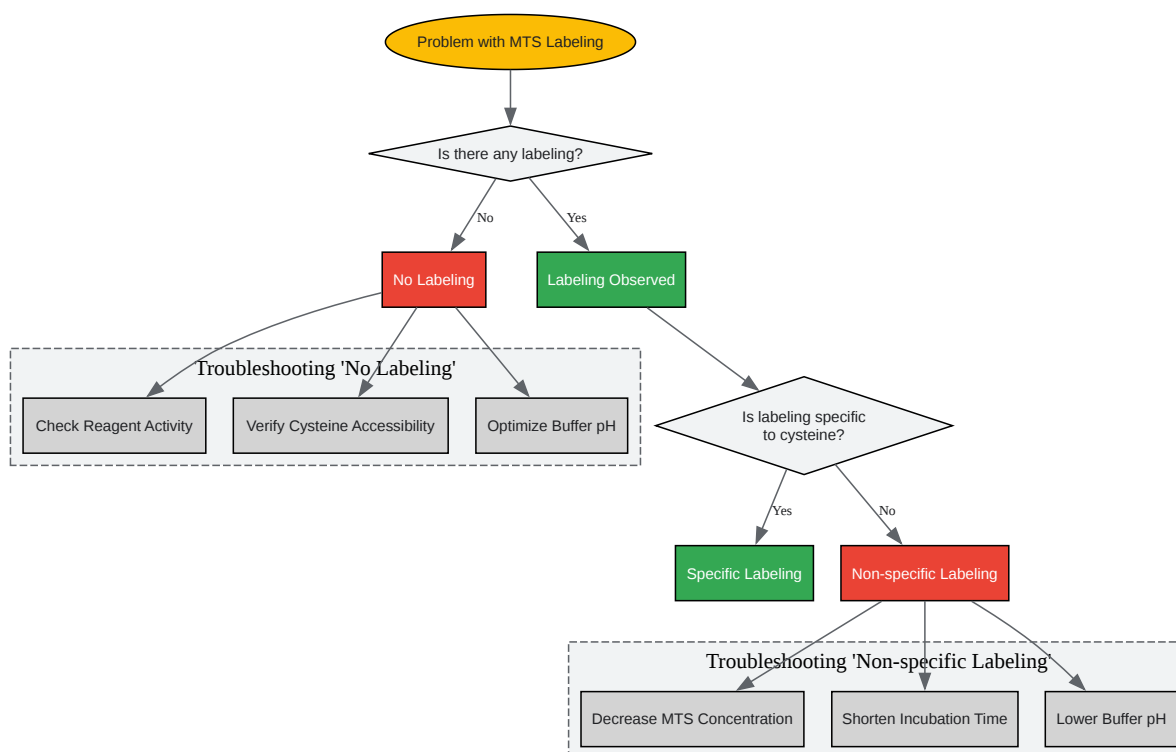 Problem with MTS Labeling
Is there any labeling?
No
Yes
No Labeling
Labeling Observed
Troubleshooting 'No Labeling'
Check Reagent Activity
Verify Cysteine Accessibility
Optimize Buffer pH
Is labeling specific
to cysteine?
Yes
No
Specific Labeling
Non-specific Labeling
Troubleshooting 'Non-specific Labeling'
Decrease MTS Concentration
Shorten Incubation Time
Lower Buffer pH